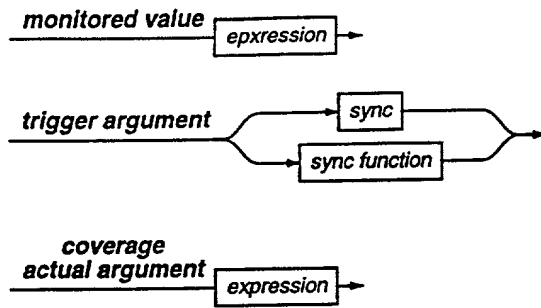 monitored value
epxression
trigger argument
sync
sync function
coverage
actual argument
expression